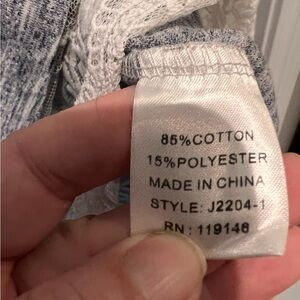 85%COTTON
15%POLYESTER
MADE IN CHINA
STYLE: J2204-1
RN: 119146